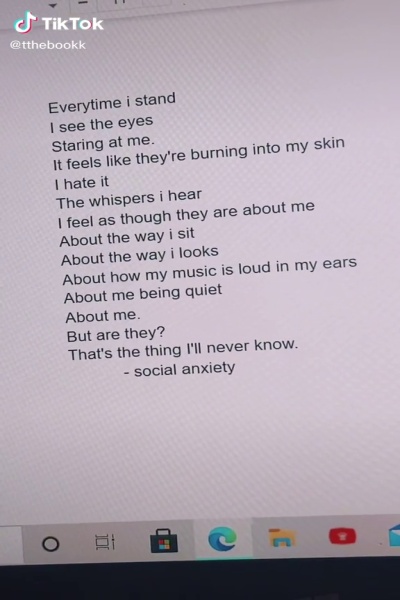 TikTok
@tthebookk
Everytime i stand
I see the eyes
Staring at me.
It feels like they're burning into my skin
I hate it
The whispers i hear
I feel as though they are about me
About the way i sit
About the way i looks
About how my music is loud in my ears
About me being quiet
About me.
But are they?
That's the thing I'll never know.
- social anxiety